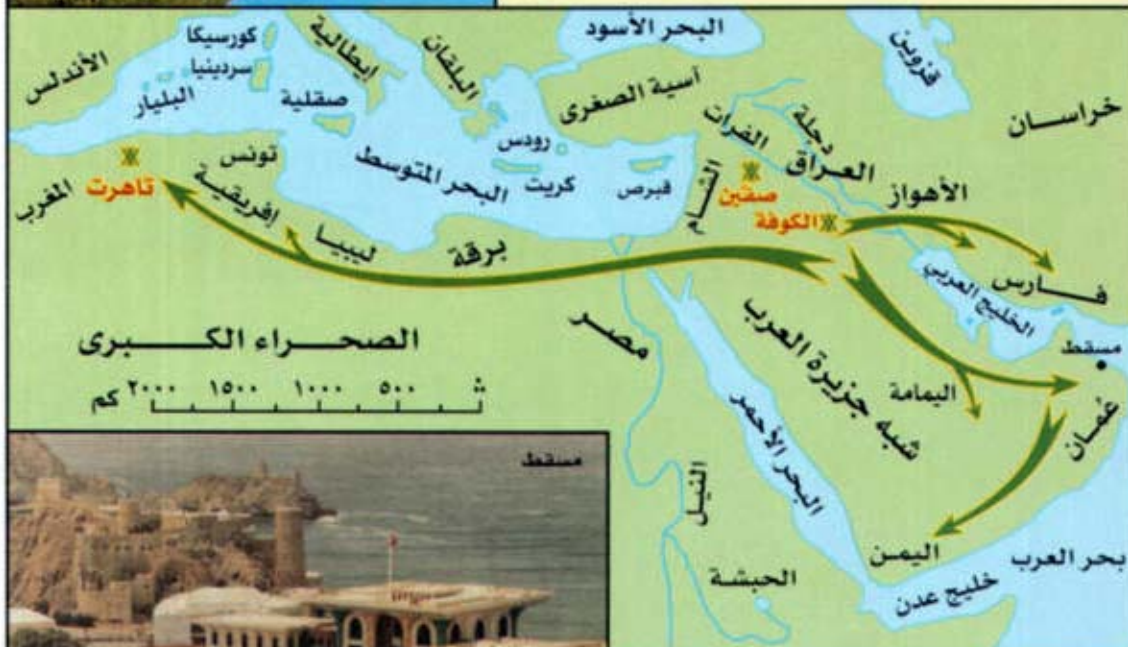 البحر الأسود
قزوين
خراسان
كورسيكا
سردينيا
إيطالية
البلقان
الأندلس
البليار
صقلية
آسية الصغرى
دجلة
الفرات
العراق
رودس
كريت
قبرص
البحر المتوسط
الشام
صفين
الكوفة
الأهواز
تونس
تاهرت
المغرب
إفريقية
ليبيا
برقة
فارس
الخليج العربي
مسقط
مصر
شبه جزيرة العرب
اليمامة
عُمان
الصحراء الكبرى
٢٠٠٠ ١٥٠٠ ١٠٠٠ ٥٠٠ كم
البحر الأحمر
النيل
اليمن
بحر العرب
خليج عدن
الحبشة
مسقط